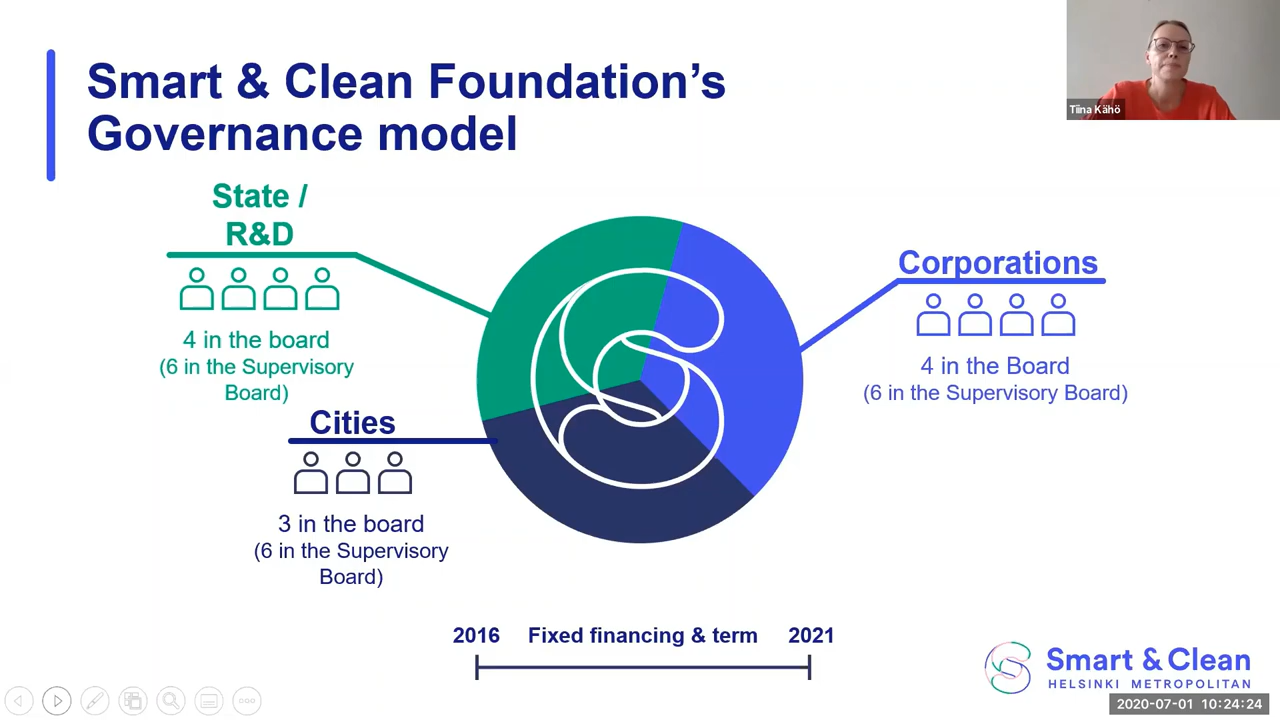 Smart & Clean Foundation’s
Governance model
Tiina Kähö
State /
R&D
4 in the board
(6 in the Supervisory
Board)
Corporations
4 in the Board
(6 in the Supervisory Board)
Cities
3 in the board
(6 in the Supervisory
Board)
2016 Fixed financing & term 2021
Smart & Clean
HELSINKI METROPOLITAN
2020-07-01 10:24:24